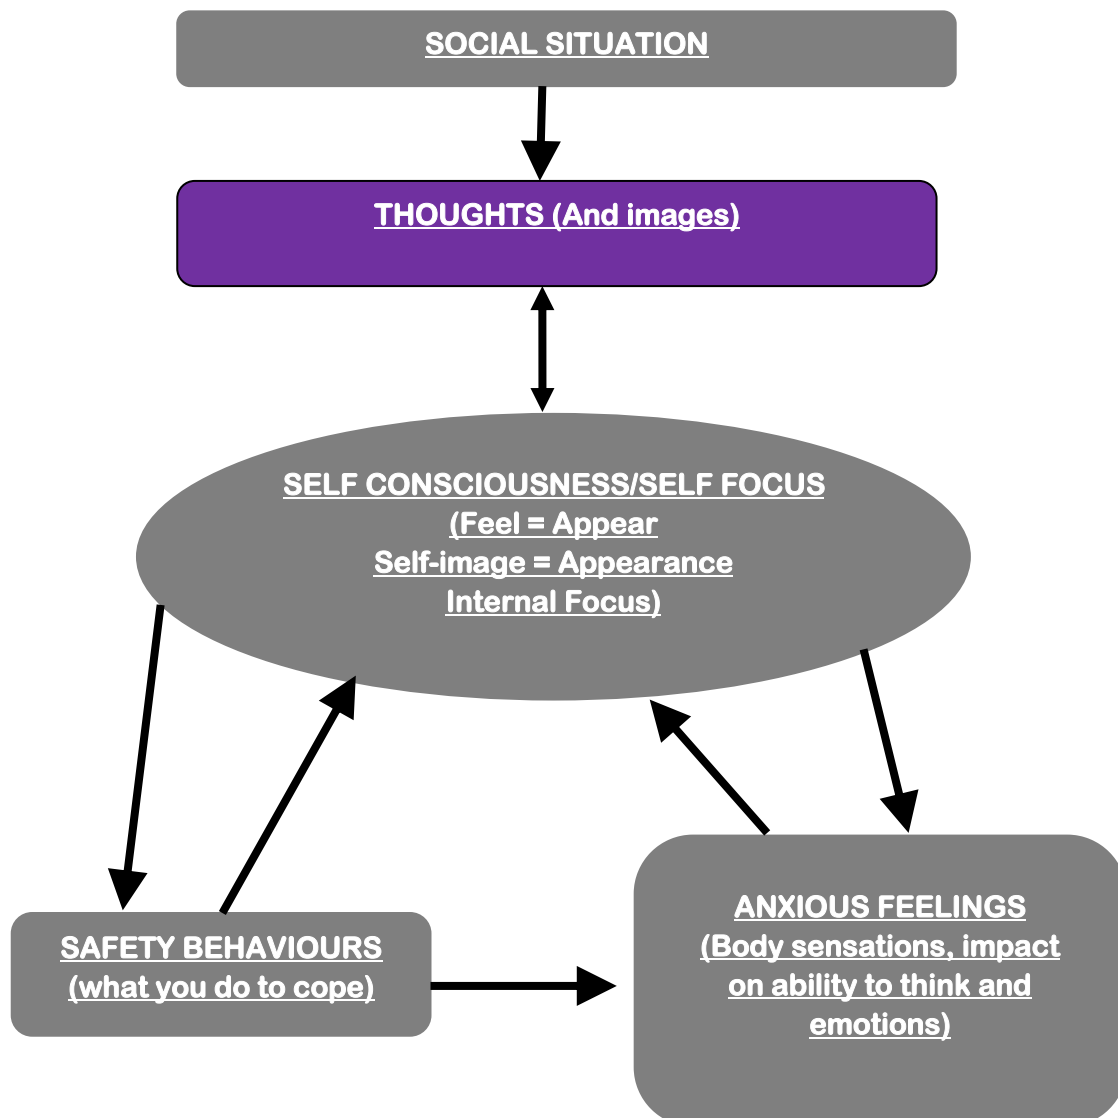 SOCIAL SITUATION
THOUGHTS (And images)
SELF CONSCIOUSNESS/SELF FOCUS
(Feel = Appear
Self-image = Appearance
Internal Focus)
SAFETY BEHAVIOURS
(what you do to cope)
ANXIOUS FEELINGS
(Body sensations, impact
on ability to think and
emotions)